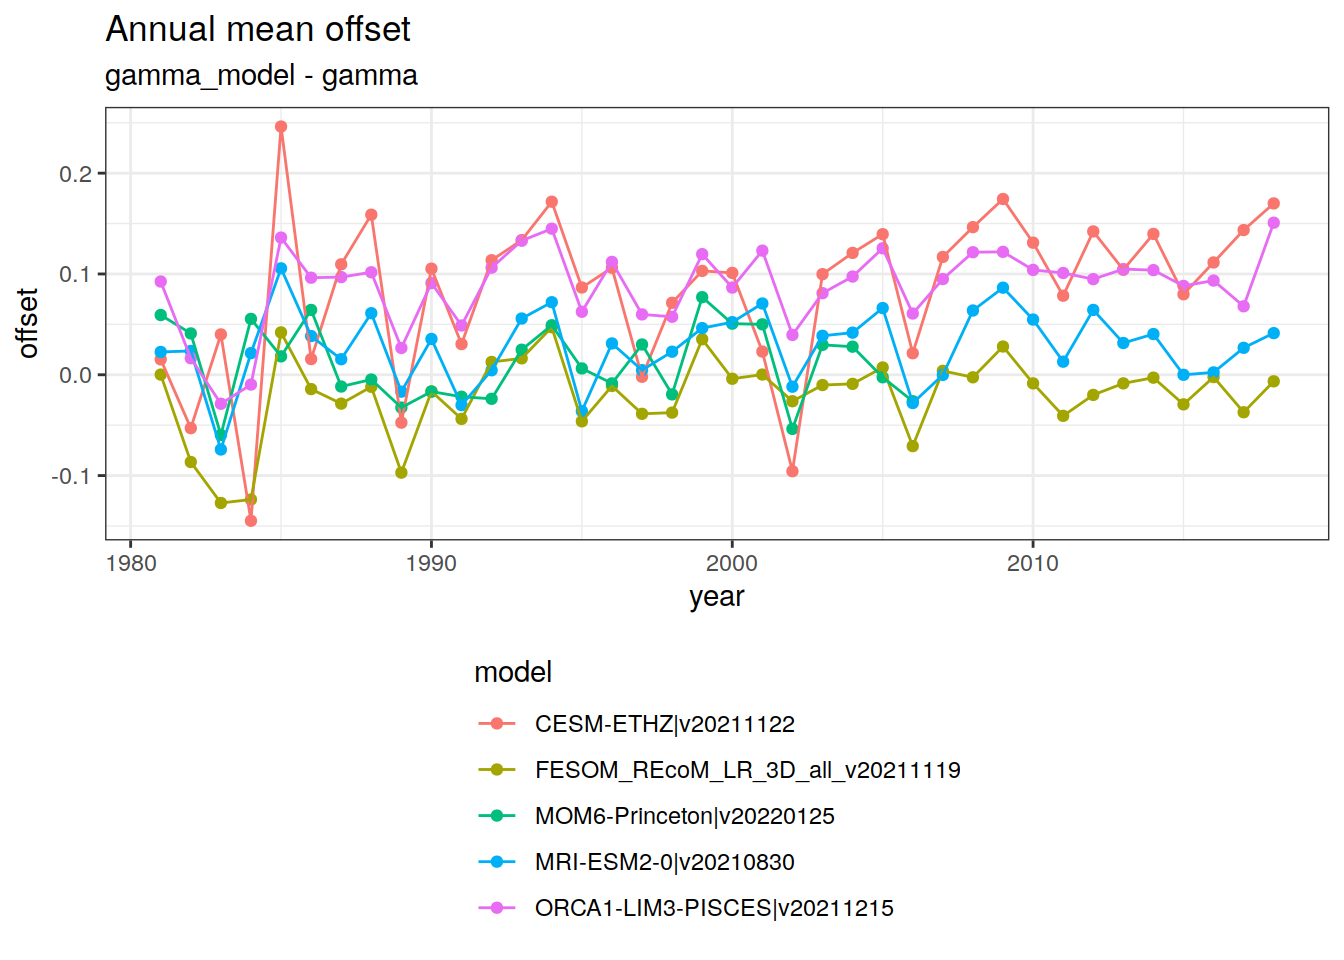 Annual mean offset
gamma_model - gamma
0.2
0.1
0.0
-0.1
offset
1980 1990 2000 2010
year
model
CESM-ETHZ|v20211122
FESOM_REcoM_LR_3D_all_v20211119
MOM6-Princeton|v20220125
MRI-ESM2-0|v20210830
ORCA1-LIM3-PISCES|v20211215